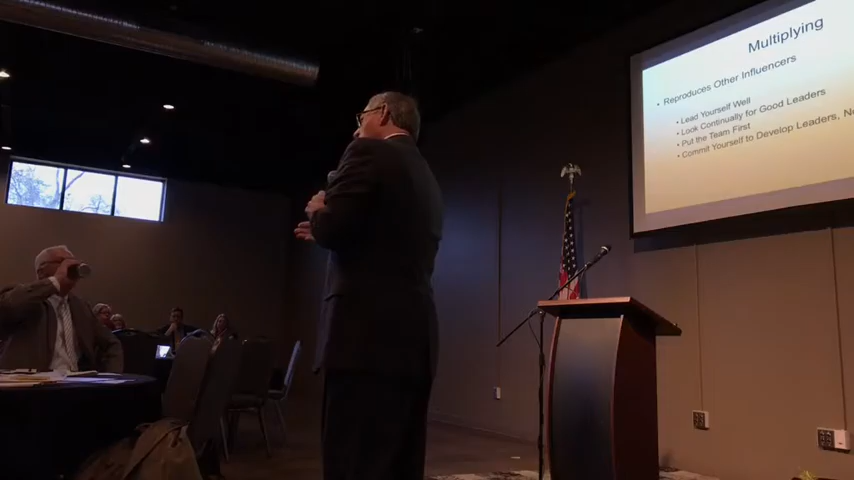 Multiplying
• Reproduces Other Influencers
• Lead Yourself Well
• Look Continually for Good Leaders
• Put the Team First
• Commit Yourself to Develop Leaders,